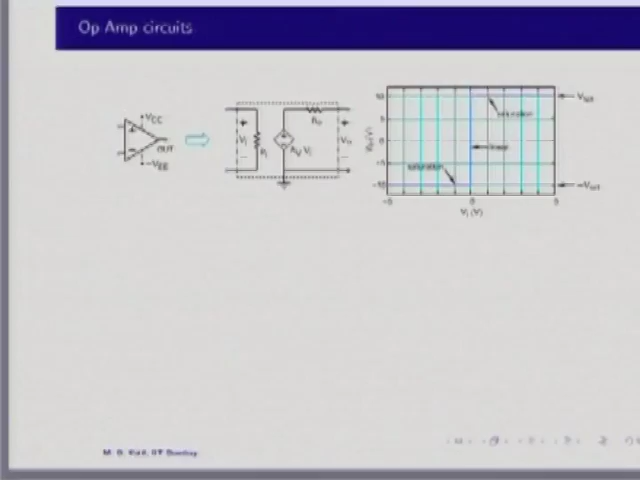 Op Amp circuits
VCC
OUT
−VEE
Vi
Ri
AV Vi
Ro
Vo
10
5
0
−5
−10
saturation
linear
saturation
Vsat
−Vsat
−5
0
5
Vi (V)
M. B. Patil, IIT Bombay